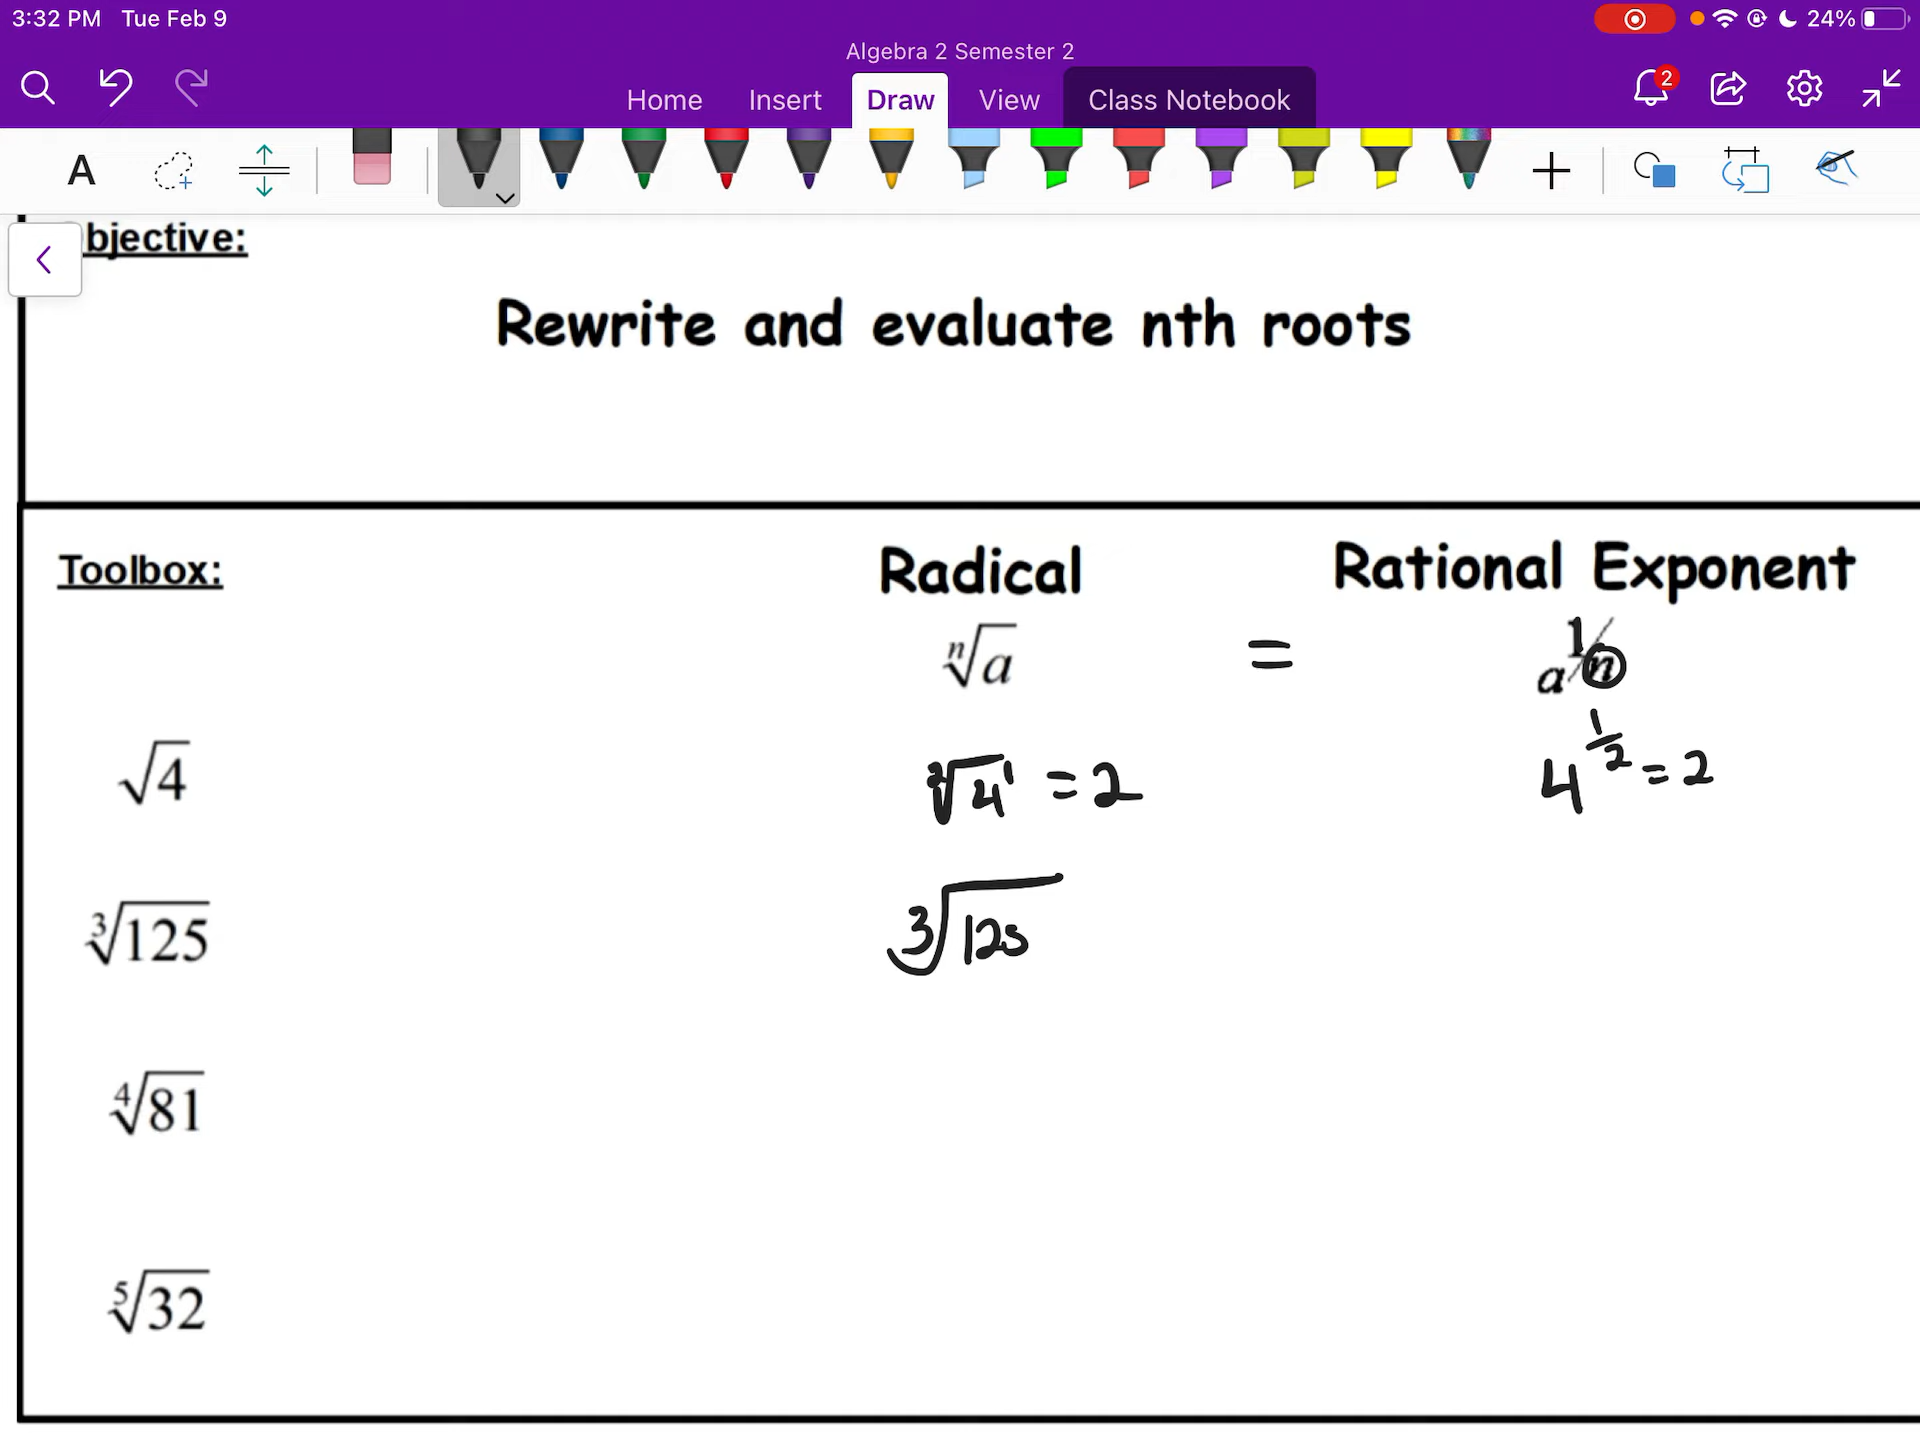 3:32 PM Tue Feb 9 24%
Algebra 2 Semester 2
Home Insert Draw View Class Notebook 2
A
bjective:
Rewrite and evaluate nth roots
Toolbox: Radical Rational Exponent
ⁿ√a = a^1/n
√4 ²√4¹ = 2 4^1/2 = 2
³√125 ³√125
⁴√81
⁵√32